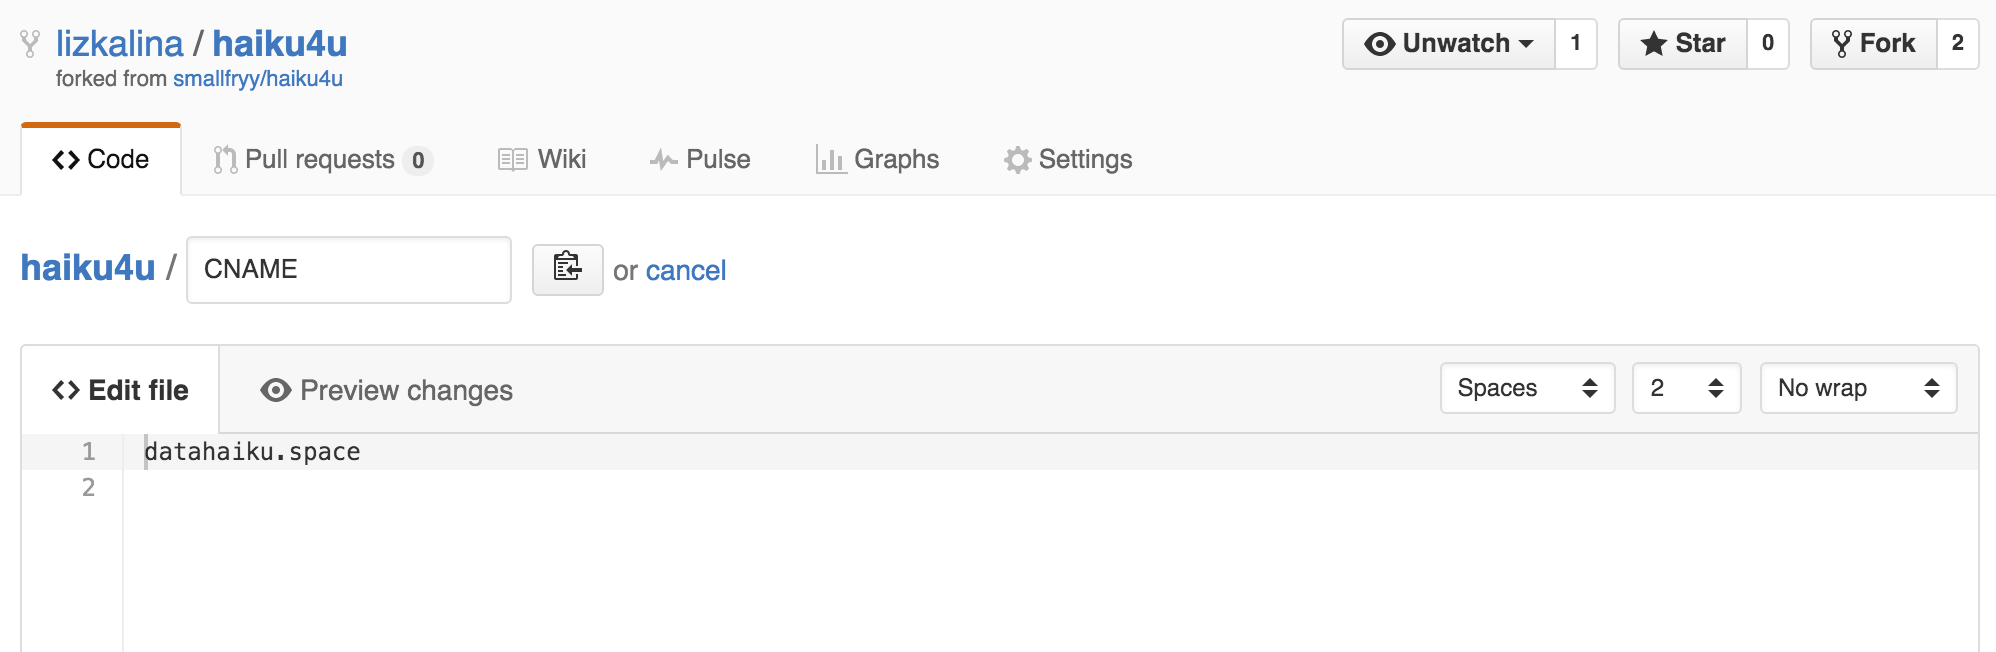 lizkalina / haiku4u
forked from smallfryy/haiku4u
Unwatch 1 Star 0 Fork 2
Code Pull requests 0 Wiki Pulse Graphs Settings
haiku4u / CNAME or cancel
Edit file Preview changes Spaces 2 No wrap
1 datahaiku.space
2